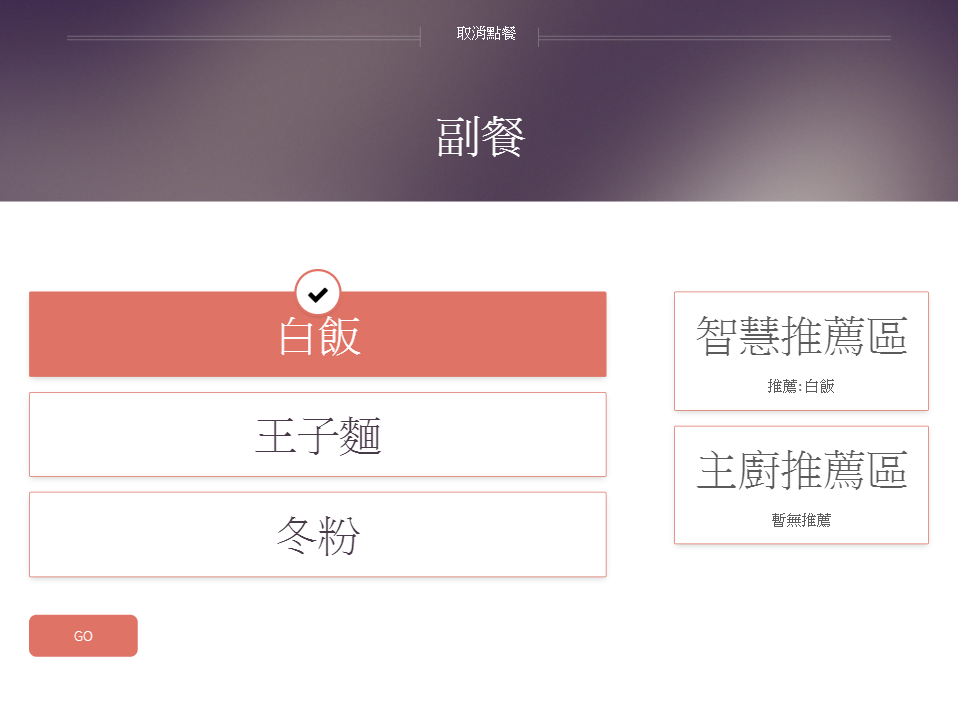 取消點餐
副餐
白飯
王子麵
冬粉
GO
智慧推薦區
推薦:白飯
主廚推薦區
暫無推薦